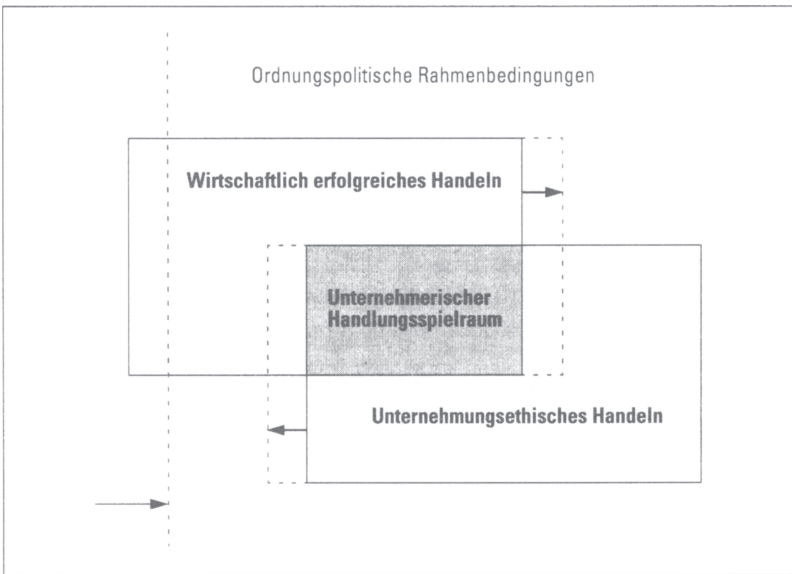 Ordnungspolitische Rahmenbedingungen
Wirtschaftlich erfolgreiches Handeln
Unternehmerischer
Handlungsspielraum
Unternehmungsethisches Handeln